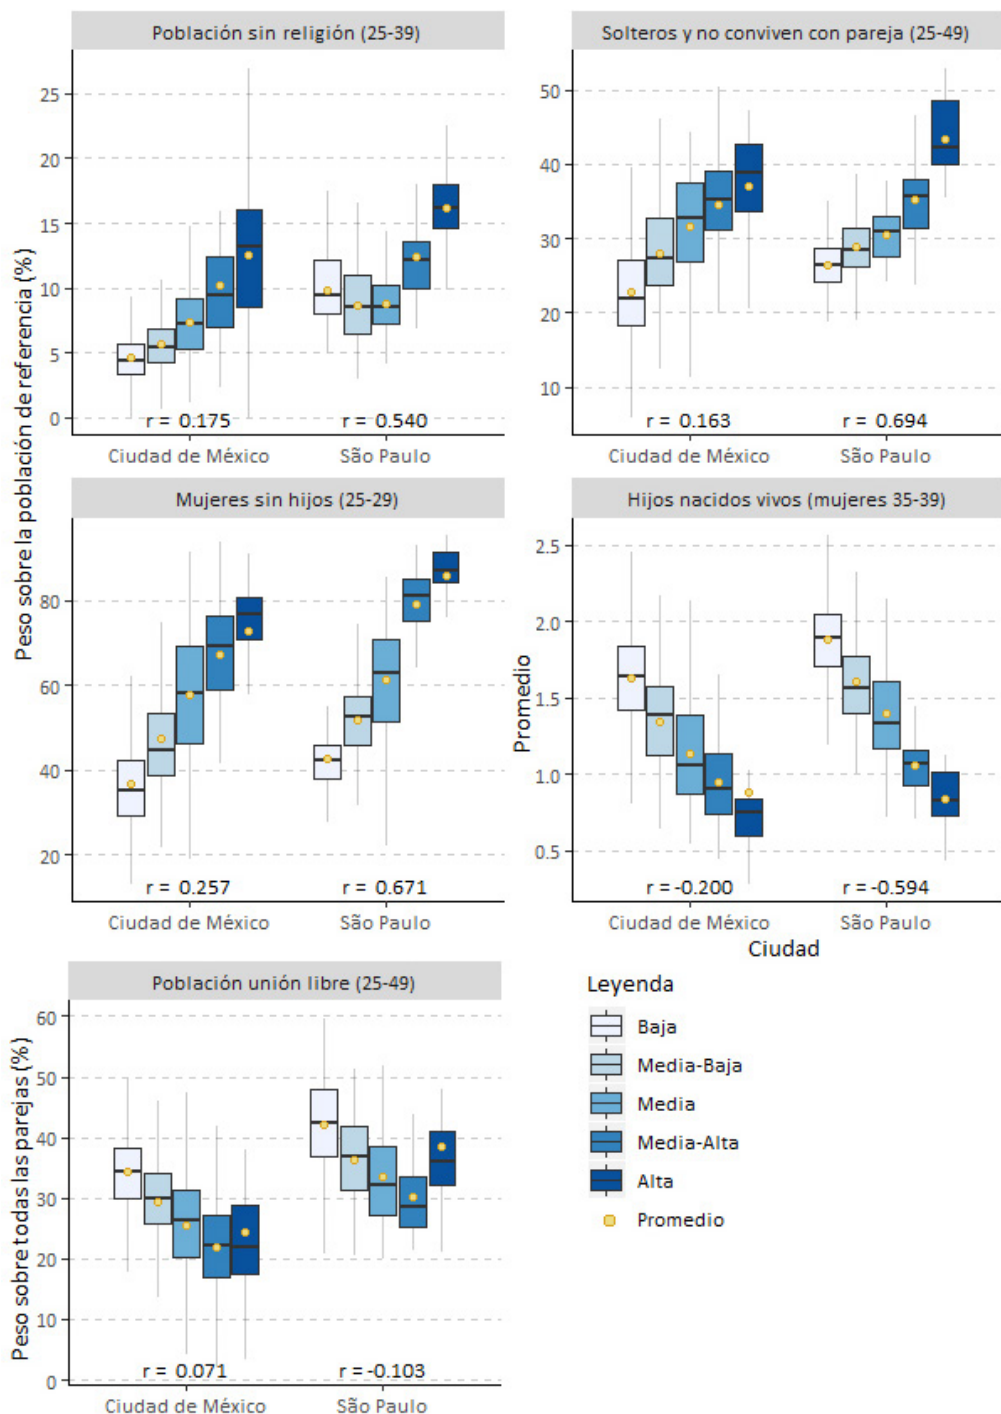 Población sin religión (25-39)
Peso sobre la población de referencia (%)
25
20
15
10
5
0
r = 0.175
r = 0.540
Ciudad de México
São Paulo
Solteros y no conviven con pareja (25-49)
50
40
30
20
10
r = 0.163
r = 0.694
Ciudad de México
São Paulo
Mujeres sin hijos (25-29)
80
60
40
20
r = 0.257
r = 0.671
Ciudad de México
São Paulo
Hijos nacidos vivos (mujeres 35-39)
Promedio
2.5
2.0
1.5
1.0
0.5
r = -0.200
r = -0.594
Ciudad de México
São Paulo
Ciudad
Población unión libre (25-49)
Peso sobre todas las parejas (%)
60
50
40
30
20
10
0
r = 0.071
r = -0.103
Ciudad de México
São Paulo
Leyenda
Baja
Media-Baja
Media
Media-Alta
Alta
Promedio